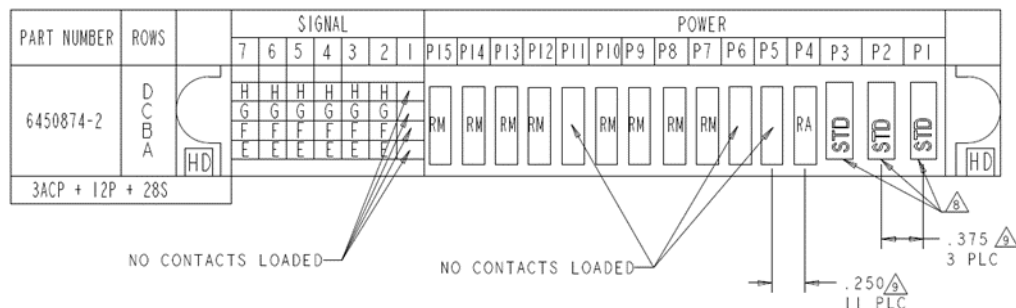 SIGNAL POWER
PART NUMBER ROWS 7 6 5 4 3 2 1 P15 P14 P13 P12 P11 P10 P9 P8 P7 P6 P5 P4 P3 P2 P1
D H H H H H H
6450874-2 C G G G G G G RM RM RM RM RM RM RM RM RA STD STD STD
B F F F F F F
A E E E E E E
HD HD
3ACP + 12P + 28S
8
.375 9
3 PLC
NO CONTACTS LOADED NO CONTACTS LOADED
.250 9
11 PLC